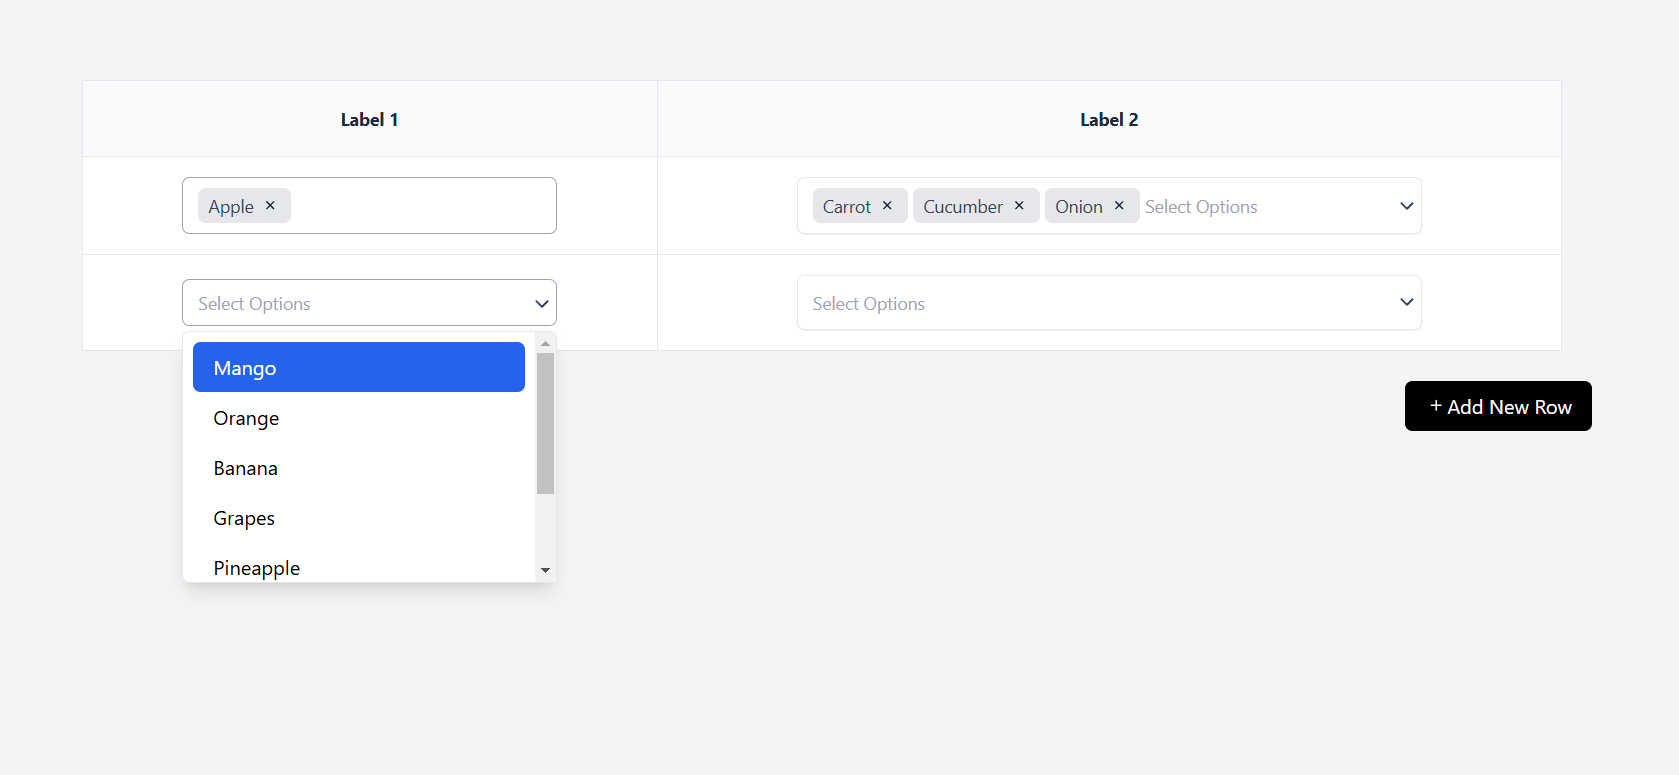 Label 1 Label 2
Apple × Carrot × Cucumber × Onion × Select Options
Select Options Select Options
Mango
Orange
Banana
Grapes
Pineapple
+ Add New Row